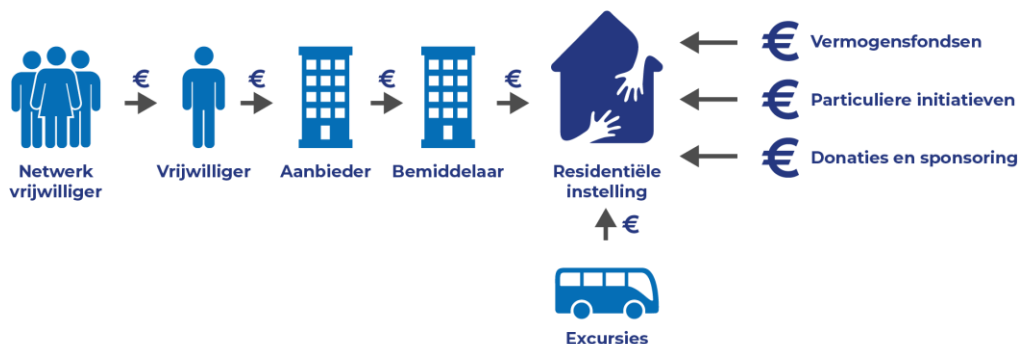 € Vermogensfondsen
€ € € €
€ Particuliere initiatieven
€ Donaties en sponsoring
Netwerk
vrijwilliger
Vrijwilliger
Aanbieder
Bemiddelaar
Residentiële
instelling
€
Excursies